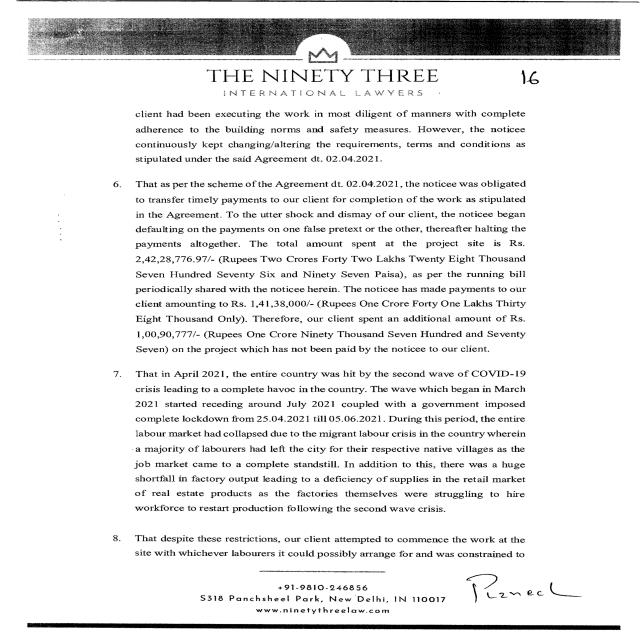 THE NINETY THREE
16
INTERNATIONAL LAWYERS
client had been executing the work in most diligent of manners with complete
adherence to the building norms and safety measures. However, the noticee
continuously kept changing/altering the requirements, terms and conditions as
stipulated under the said Agreement dt. 02.04.2021.
6. That as per the scheme of the Agreement dt. 02.04.2021, the noticee was obligated
to transfer timely payments to our client for completion of the work as stipulated
in the Agreement. To the utter shock and dismay of our client, the noticee began
defaulting on the payments on one false pretext or the other, thereafter halting the
payments altogether. The total amount spent at the project site is Rs.
2,42,28,776.97/- (Rupees Two Crores Forty Two Lakhs Twenty Eight Thousand
Seven Hundred Seventy Six and Ninety Seven Paisa), as per the running bill
periodically shared with the noticee herein. The noticee has made payments to our
client amounting to Rs. 1,41,38,000/- (Rupees One Crore Forty One Lakhs Thirty
Eight Thousand Only). Therefore, our client spent an additional amount of Rs.
1,00,90,777/- (Rupees One Crore Ninety Thousand Seven Hundred and Seventy
Seven) on the project which has not been paid by the noticee to our client.
7. That in April 2021, the entire country was hit by the second wave of COVID-19
crisis leading to a complete havoc in the country. The wave which began in March
2021 started receding around July 2021 coupled with a government imposed
complete lockdown from 25.04.2021 till 05.06.2021. During this period, the entire
labour market had collapsed due to the migrant labour crisis in the country wherein
a majority of labourers had left the city for their respective native villages as the
job market came to a complete standstill. In addition to this, there was a huge
shortfall in factory output leading to a deficiency of supplies in the retail market
of real estate products as the factories themselves were struggling to hire
workforce to restart production following the second wave crisis.
8. That despite these restrictions, our client attempted to commence the work at the
site with whichever labourers it could possibly arrange for and was constrained to
+91-9810-246856
S318 Panchsheel Park, New Delhi, IN 110017
www.ninetythreelaw.com